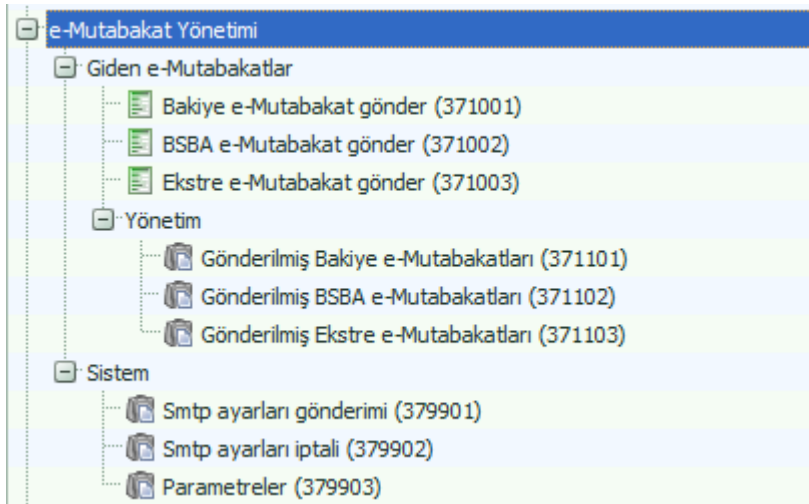 e-Mutabakat Yönetimi
Giden e-Mutabakatlar
Bakiye e-Mutabakat gönder (371001)
BSBA e-Mutabakat gönder (371002)
Ekstre e-Mutabakat gönder (371003)
Yönetim
Gönderilmiş Bakiye e-Mutabakatları (371101)
Gönderilmiş BSBA e-Mutabakatları (371102)
Gönderilmiş Ekstre e-Mutabakatları (371103)
Sistem
Smtp ayarları gönderimi (379901)
Smtp ayarları iptali (379902)
Parametreler (379903)